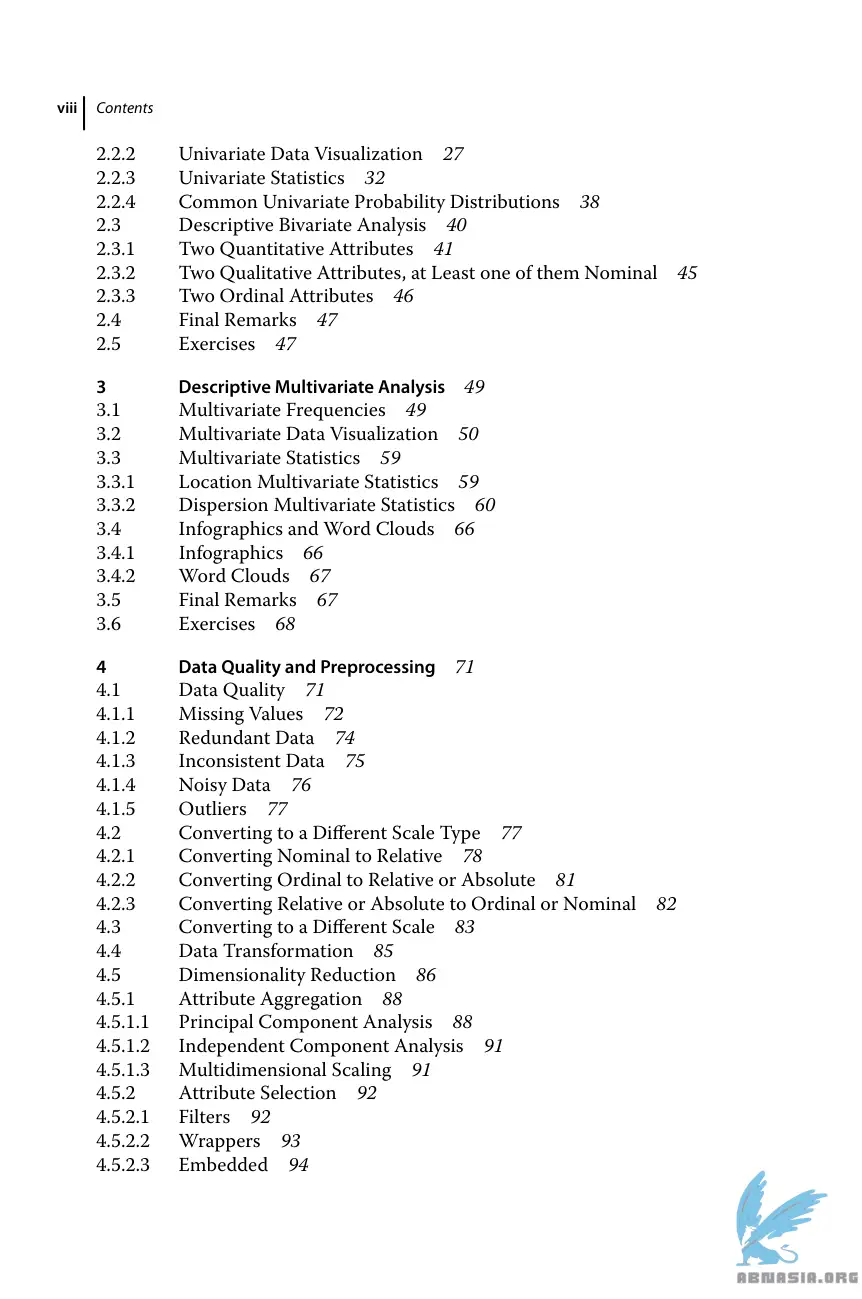 viii Contents
2.2.2 Univariate Data Visualization 27
2.2.3 Univariate Statistics 32
2.2.4 Common Univariate Probability Distributions 38
2.3 Descriptive Bivariate Analysis 40
2.3.1 Two Quantitative Attributes 41
2.3.2 Two Qualitative Attributes, at Least one of them Nominal 45
2.3.3 Two Ordinal Attributes 46
2.4 Final Remarks 47
2.5 Exercises 47
3 Descriptive Multivariate Analysis 49
3.1 Multivariate Frequencies 49
3.2 Multivariate Data Visualization 50
3.3 Multivariate Statistics 59
3.3.1 Location Multivariate Statistics 59
3.3.2 Dispersion Multivariate Statistics 60
3.4 Infographics and Word Clouds 66
3.4.1 Infographics 66
3.4.2 Word Clouds 67
3.5 Final Remarks 67
3.6 Exercises 68
4 Data Quality and Preprocessing 71
4.1 Data Quality 71
4.1.1 Missing Values 72
4.1.2 Redundant Data 74
4.1.3 Inconsistent Data 75
4.1.4 Noisy Data 76
4.1.5 Outliers 77
4.2 Converting to a Different Scale Type 77
4.2.1 Converting Nominal to Relative 78
4.2.2 Converting Ordinal to Relative or Absolute 81
4.2.3 Converting Relative or Absolute to Ordinal or Nominal 82
4.3 Converting to a Different Scale 83
4.4 Data Transformation 85
4.5 Dimensionality Reduction 86
4.5.1 Attribute Aggregation 88
4.5.1.1 Principal Component Analysis 88
4.5.1.2 Independent Component Analysis 91
4.5.1.3 Multidimensional Scaling 91
4.5.2 Attribute Selection 92
4.5.2.1 Filters 92
4.5.2.2 Wrappers 93
4.5.2.3 Embedded 94
ABNASIA.ORG